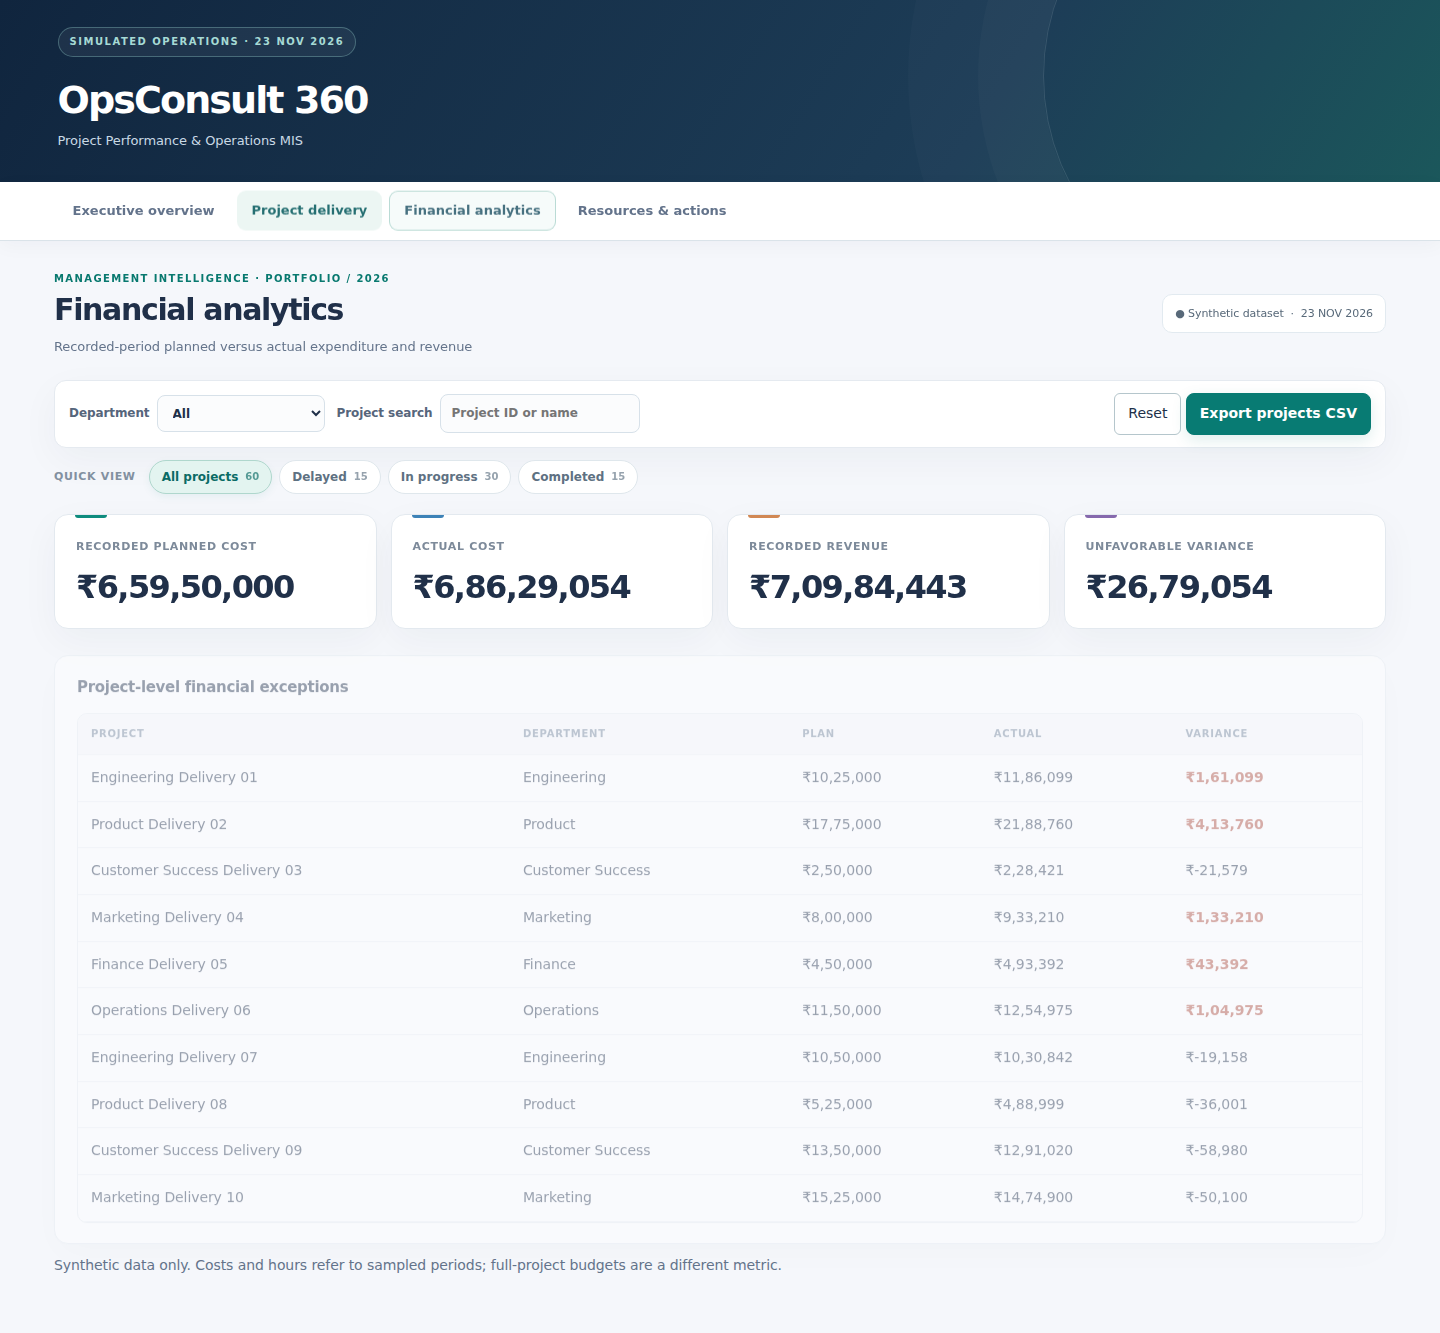 SIMULATED OPERATIONS · 23 NOV 2026
OpsConsult 360
Project Performance & Operations MIS
Executive overview Project delivery Financial analytics Resources & actions
MANAGEMENT INTELLIGENCE · PORTFOLIO / 2026
Financial analytics
● Synthetic dataset · 23 NOV 2026
Recorded-period planned versus actual expenditure and revenue
Department All Project search Project ID or name Reset Export projects CSV
QUICK VIEW All projects 60 Delayed 15 In progress 30 Completed 15
RECORDED PLANNED COST ACTUAL COST RECORDED REVENUE UNFAVORABLE VARIANCE
₹6,59,50,000 ₹6,86,29,054 ₹7,09,84,443 ₹26,79,054
Project-level financial exceptions
PROJECT DEPARTMENT PLAN ACTUAL VARIANCE
Engineering Delivery 01 Engineering ₹10,25,000 ₹11,86,099 ₹1,61,099
Product Delivery 02 Product ₹17,75,000 ₹21,88,760 ₹4,13,760
Customer Success Delivery 03 Customer Success ₹2,50,000 ₹2,28,421 ₹-21,579
Marketing Delivery 04 Marketing ₹8,00,000 ₹9,33,210 ₹1,33,210
Finance Delivery 05 Finance ₹4,50,000 ₹4,93,392 ₹43,392
Operations Delivery 06 Operations ₹11,50,000 ₹12,54,975 ₹1,04,975
Engineering Delivery 07 Engineering ₹10,50,000 ₹10,30,842 ₹-19,158
Product Delivery 08 Product ₹5,25,000 ₹4,88,999 ₹-36,001
Customer Success Delivery 09 Customer Success ₹13,50,000 ₹12,91,020 ₹-58,980
Marketing Delivery 10 Marketing ₹15,25,000 ₹14,74,900 ₹-50,100
Synthetic data only. Costs and hours refer to sampled periods; full-project budgets are a different metric.